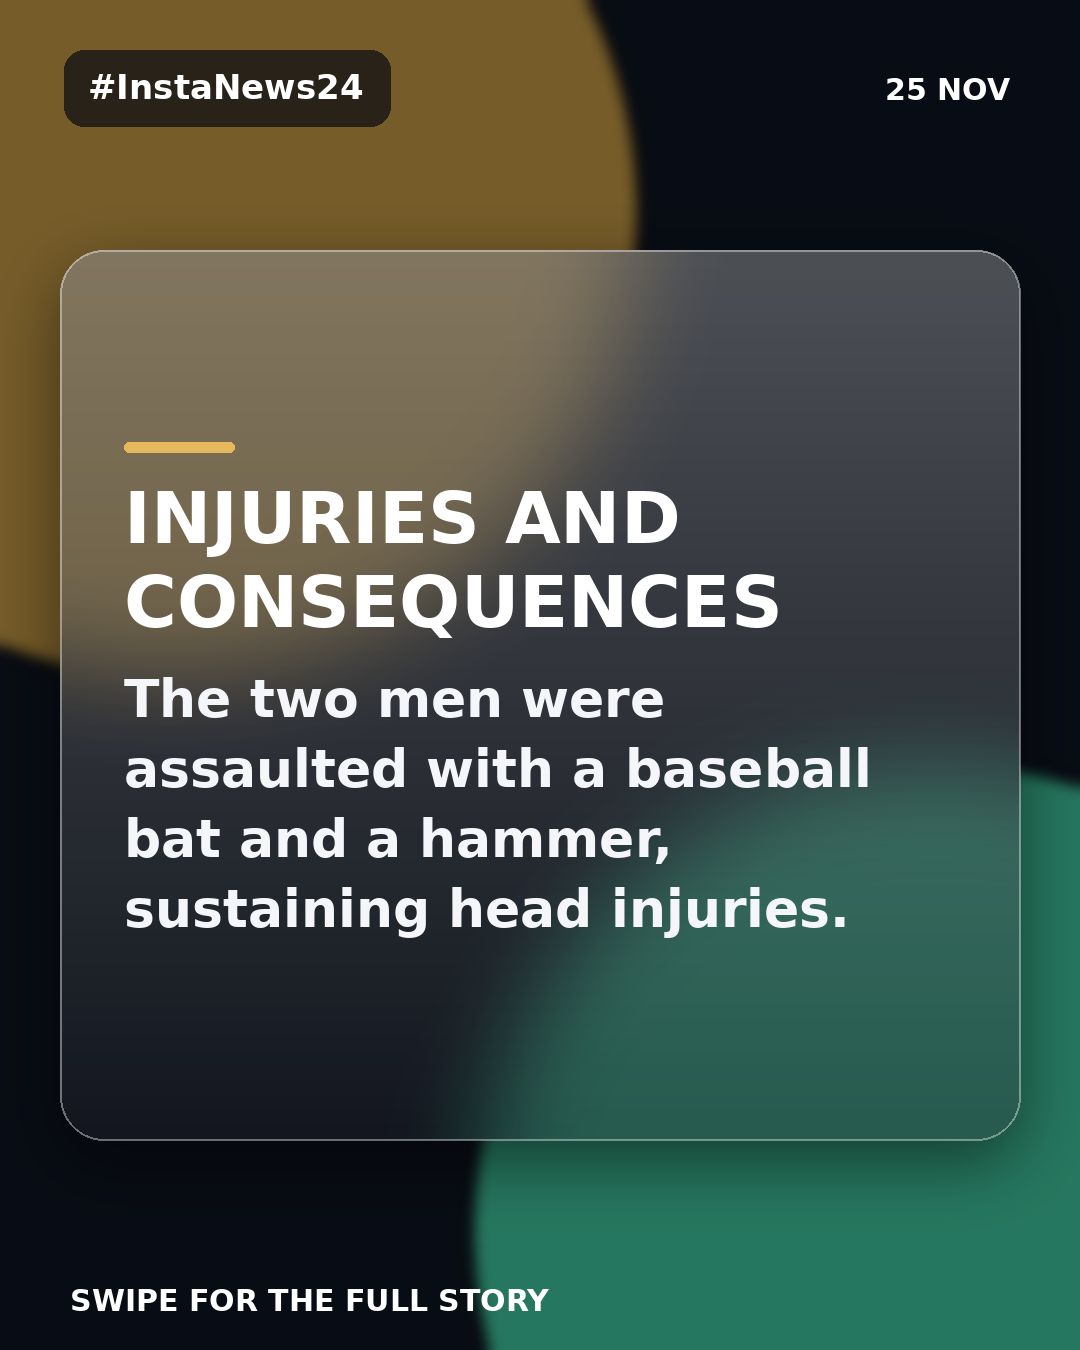 #InstaNews24
25 NOV
INJURIES AND
CONSEQUENCES
The two men were
assaulted with a baseball
bat and a hammer,
sustaining head injuries.
SWIPE FOR THE FULL STORY